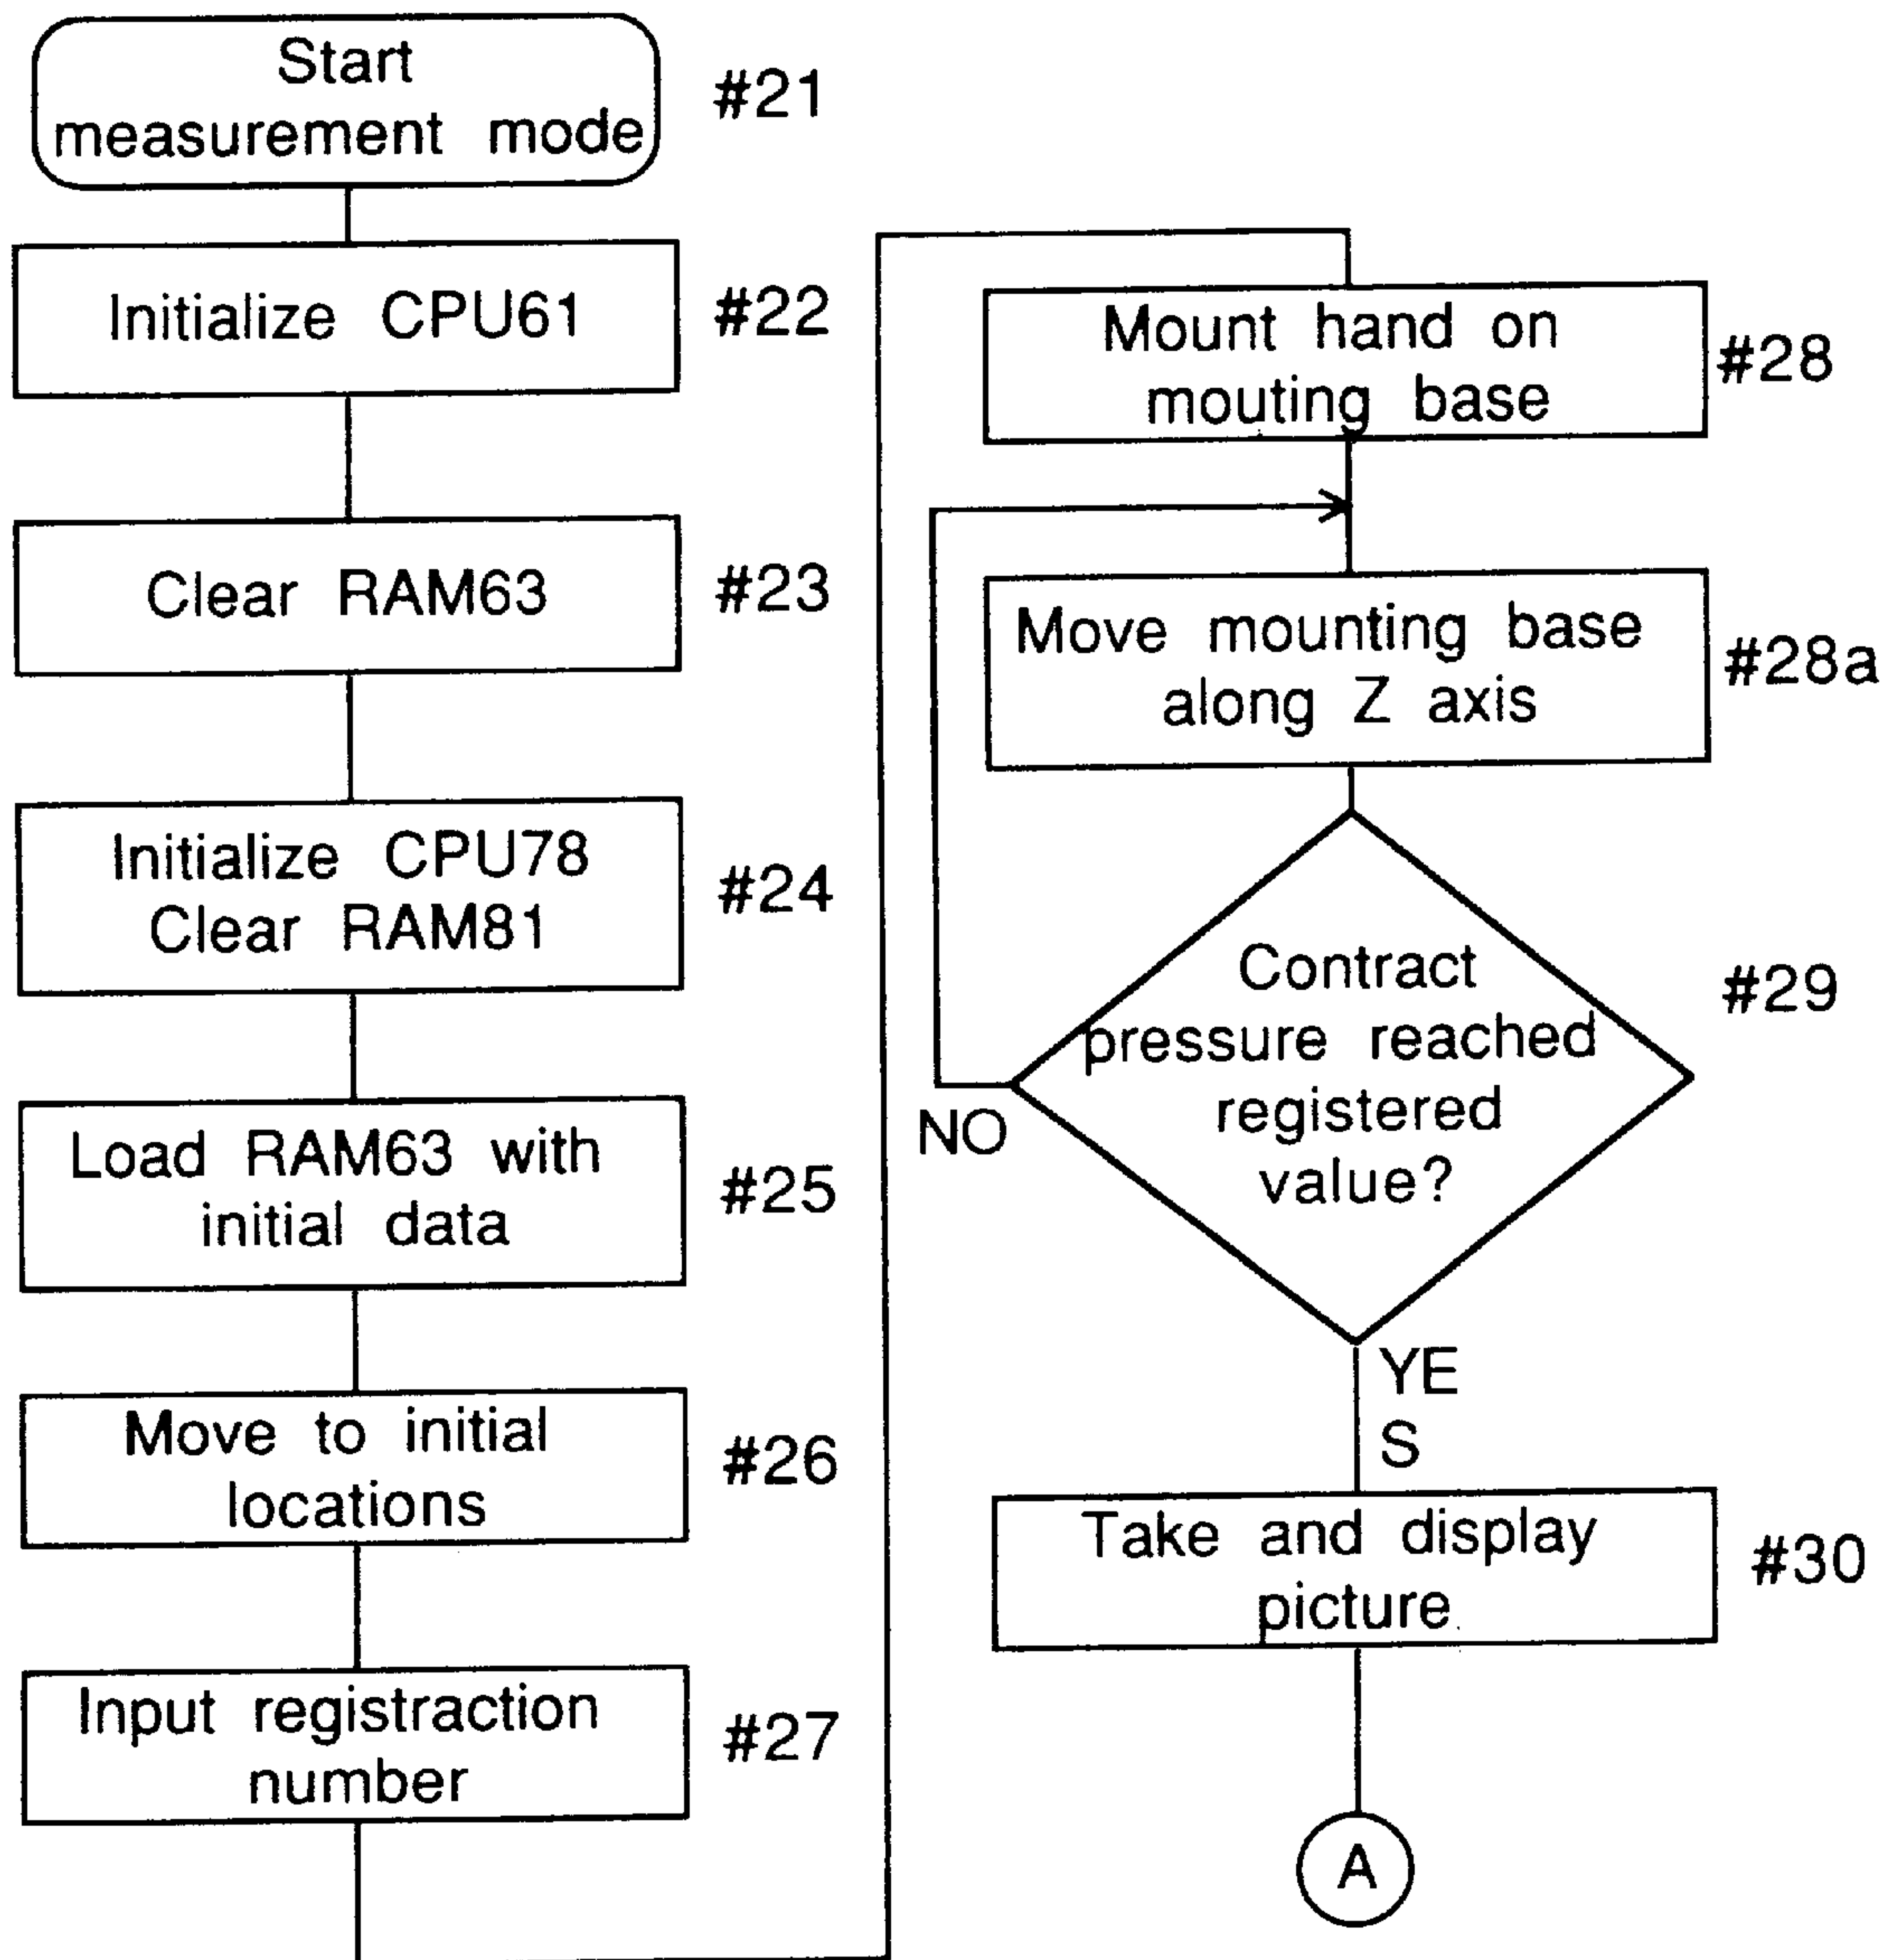 Start
measurement mode
#21
Initialize CPU61
#22
Clear RAM63
#23
Initialize CPU78
Clear RAM81
#24
Load RAM63 with
initial data
#25
Move to initial
locations
#26
Input registraction
number
#27
Mount hand on
mouting base
#28
Move mounting base
along Z axis
#28a
Contract
pressure reached
registered
value?
#29
NO
YE
S
Take and display
picture
#30
A